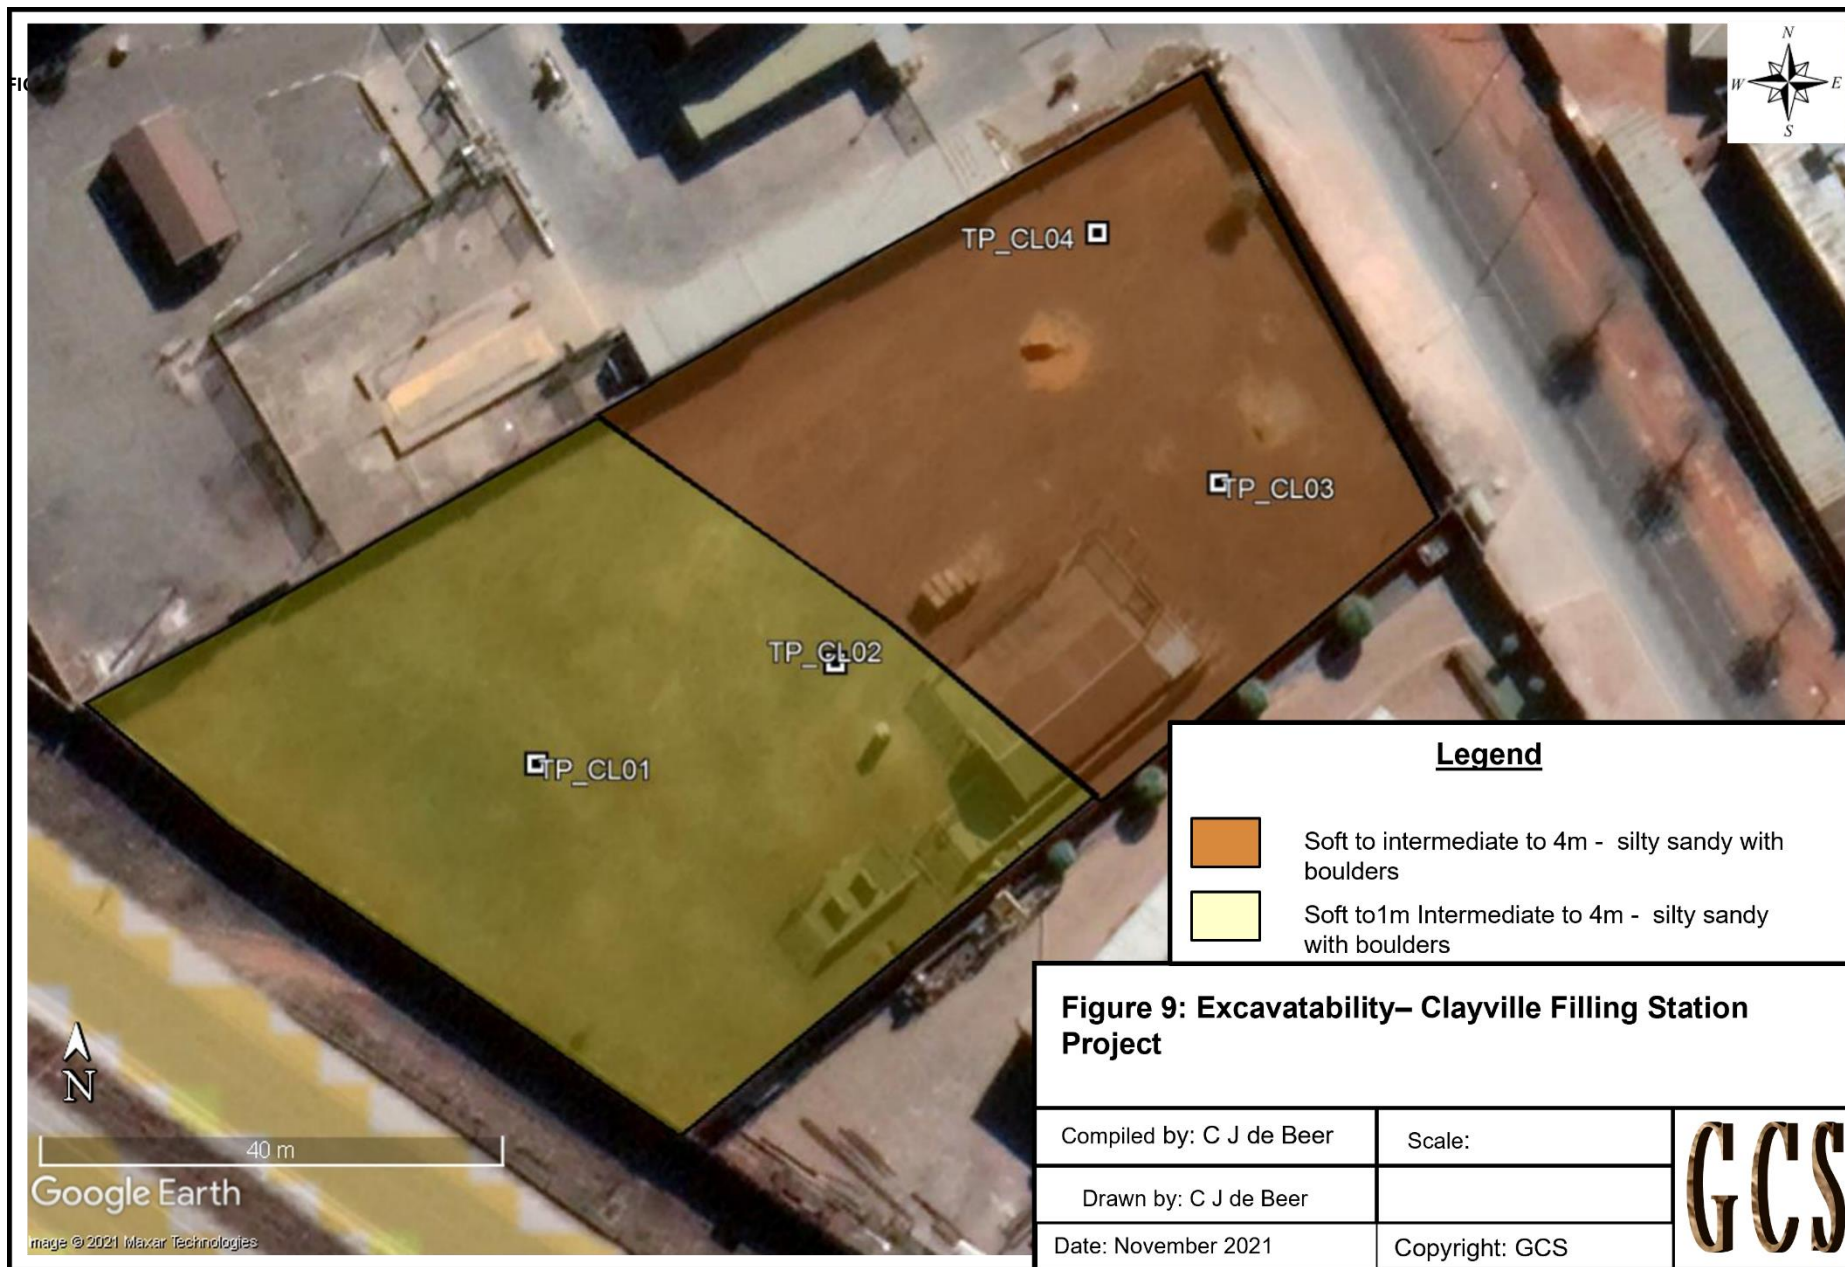 FIG
N
W E
S
TP_CL04
TP_CL03
TP_CL02
TP_CL01
Legend
Soft to intermediate to 4m - silty sandy with
boulders
Soft to1m Intermediate to 4m - silty sandy
with boulders
Figure 9: Excavatability– Clayville Filling Station
Project
Compiled by: C J de Beer
Scale:
Drawn by: C J de Beer
Date: November 2021
Copyright: GCS
GCS
N
40 m
Google Earth
mage © 2021 Maxar Technologies